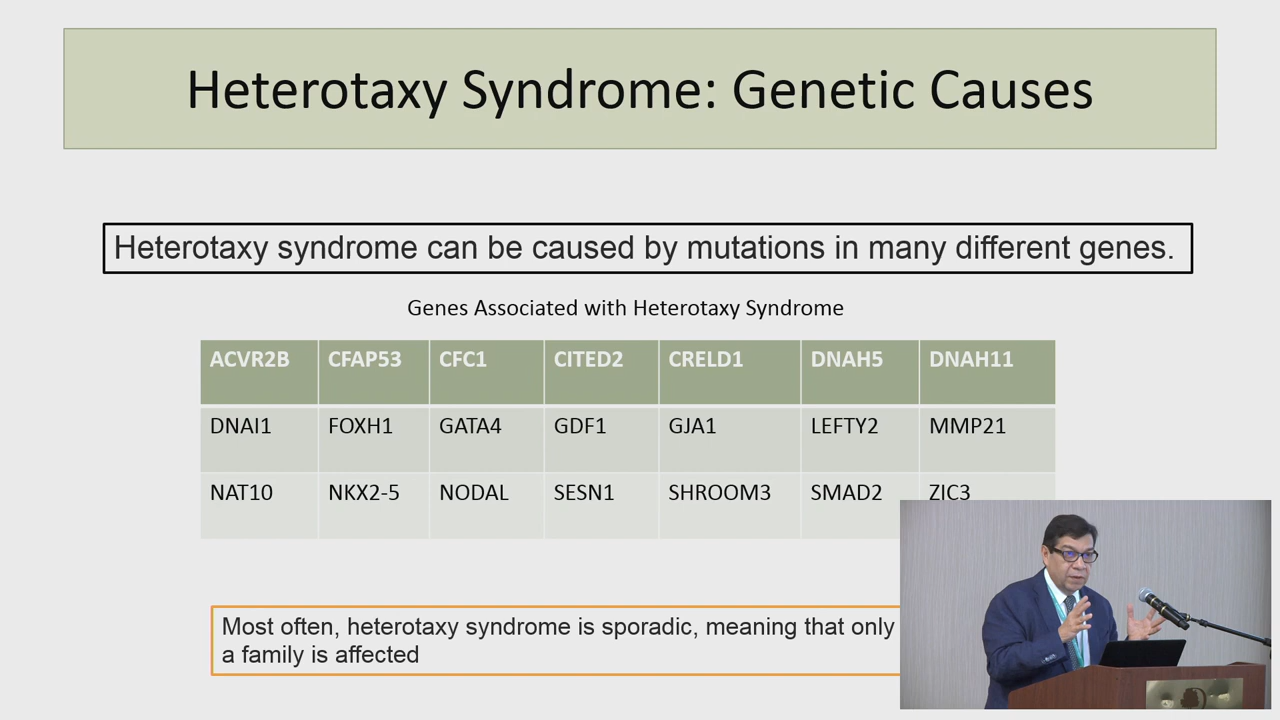 Heterotaxy Syndrome: Genetic Causes
Heterotaxy syndrome can be caused by mutations in many different genes.
Genes Associated with Heterotaxy Syndrome
ACVR2B CFAP53 CFC1 CITED2 CRELD1 DNAH5 DNAH11
DNAI1 FOXH1 GATA4 GDF1 GJA1 LEFTY2 MMP21
NAT10 NKX2-5 NODAL SESN1 SHROOM3 SMAD2 ZIC3
Most often, heterotaxy syndrome is sporadic, meaning that only
a family is affected